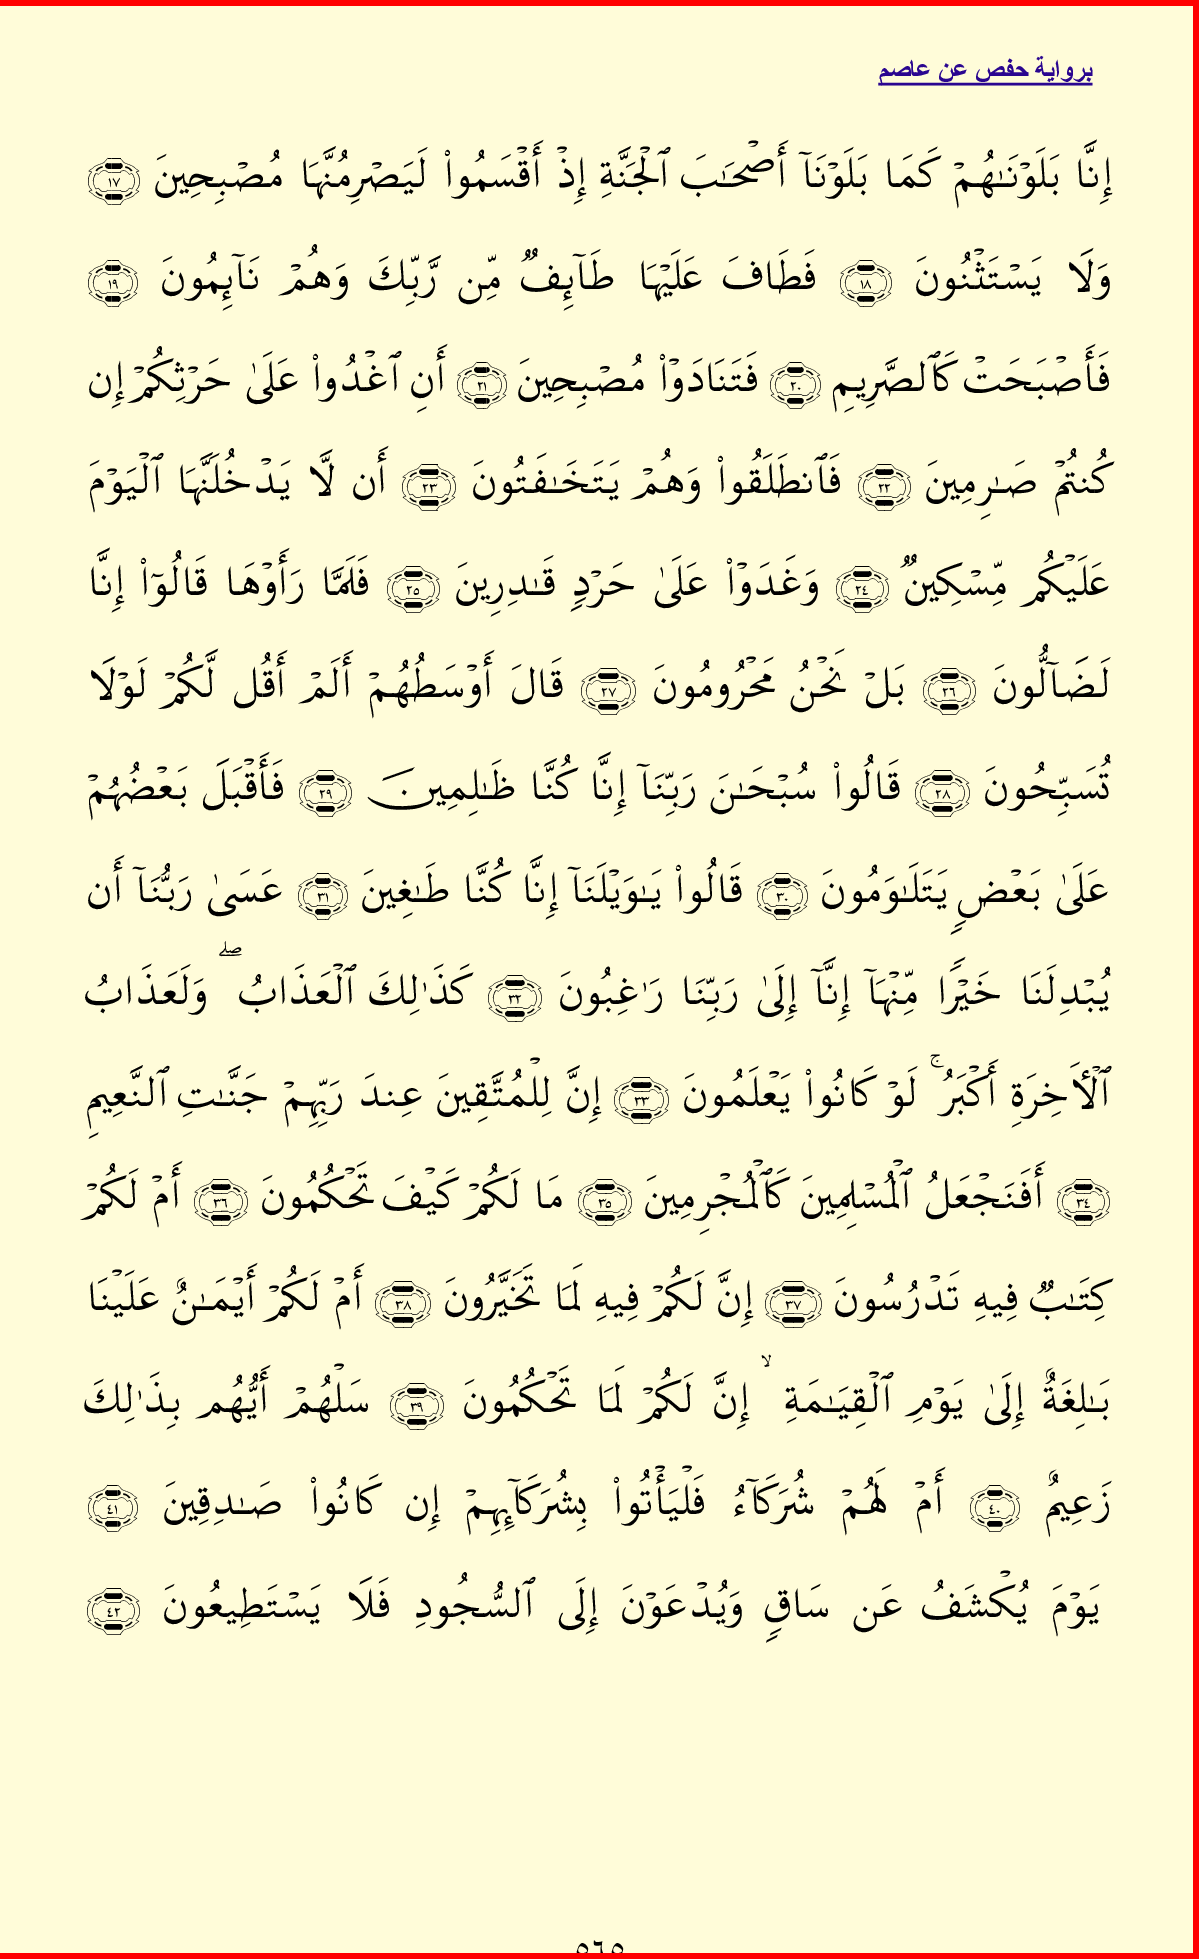 برواية حفص عن عاصم
إِنَّا بَلَوْنَـٰهُمْ كَمَا بَلَوْنَآ أَصْحَـٰبَ ٱلْجَنَّةِ إِذْ أَقْسَمُوا۟ لَيَصْرِمُنَّهَا مُصْبِحِينَ ١٧
وَلَا يَسْتَثْنُونَ ١٨ فَطَافَ عَلَيْهَا طَآئِفٌ مِّن رَّبِّكَ وَهُمْ نَآئِمُونَ ١٩
فَأَصْبَحَتْ كَٱلصَّرِيمِ ٢٠ فَتَنَادَوْا۟ مُصْبِحِينَ ٢١ أَنِ ٱغْدُوا۟ عَلَىٰ حَرْثِكُمْ إِن
كُنتُمْ صَـٰرِمِينَ ٢٢ فَٱنطَلَقُوا۟ وَهُمْ يَتَخَـٰفَتُونَ ٢٣ أَن لَّا يَدْخُلَنَّهَا ٱلْيَوْمَ
عَلَيْكُم مِّسْكِينٌ ٢٤ وَغَدَوْا۟ عَلَىٰ حَرْدٍ قَـٰدِرِينَ ٢٥ فَلَمَّا رَأَوْهَا قَالُوٓا۟ إِنَّا
لَضَآلُّونَ ٢٦ بَلْ نَحْنُ مَحْرُومُونَ ٢٧ قَالَ أَوْسَطُهُمْ أَلَمْ أَقُل لَّكُمْ لَوْلَا
تُسَبِّحُونَ ٢٨ قَالُوا۟ سُبْحَـٰنَ رَبِّنَآ إِنَّا كُنَّا ظَـٰلِمِينَ ٢٩ فَأَقْبَلَ بَعْضُهُمْ
عَلَىٰ بَعْضٍ يَتَلَـٰوَمُونَ ٣٠ قَالُوا۟ يَـٰوَيْلَنَآ إِنَّا كُنَّا طَـٰغِينَ ٣١ عَسَىٰ رَبُّنَآ أَن
يُبْدِلَنَا خَيْرًا مِّنْهَآ إِنَّآ إِلَىٰ رَبِّنَا رَٰغِبُونَ ٣٢ كَذَٰلِكَ ٱلْعَذَابُ ۖ وَلَعَذَابُ
ٱلْأَخِرَةِ أَكْبَرُ ۚ لَوْ كَانُوا۟ يَعْلَمُونَ ٣٣ إِنَّ لِلْمُتَّقِينَ عِندَ رَبِّهِمْ جَنَّـٰتِ ٱلنَّعِيمِ
٣٤ أَفَنَجْعَلُ ٱلْمُسْلِمِينَ كَٱلْمُجْرِمِينَ ٣٥ مَا لَكُمْ كَيْفَ تَحْكُمُونَ ٣٦ أَمْ لَكُمْ
كِتَـٰبٌ فِيهِ تَدْرُسُونَ ٣٧ إِنَّ لَكُمْ فِيهِ لَمَا تَخَيَّرُونَ ٣٨ أَمْ لَكُمْ أَيْمَـٰنٌ عَلَيْنَا
بَـٰلِغَةٌ إِلَىٰ يَوْمِ ٱلْقِيَـٰمَةِ ۙ إِنَّ لَكُمْ لَمَا تَحْكُمُونَ ٣٩ سَلْهُمْ أَيُّهُم بِذَٰلِكَ
زَعِيمٌ ٤٠ أَمْ لَهُمْ شُرَكَآءُ فَلْيَأْتُوا۟ بِشُرَكَآئِهِمْ إِن كَانُوا۟ صَـٰدِقِينَ ٤١
يَوْمَ يُكْشَفُ عَن سَاقٍ وَيُدْعَوْنَ إِلَى ٱلسُّجُودِ فَلَا يَسْتَطِيعُونَ ٤٢
٥٦٥